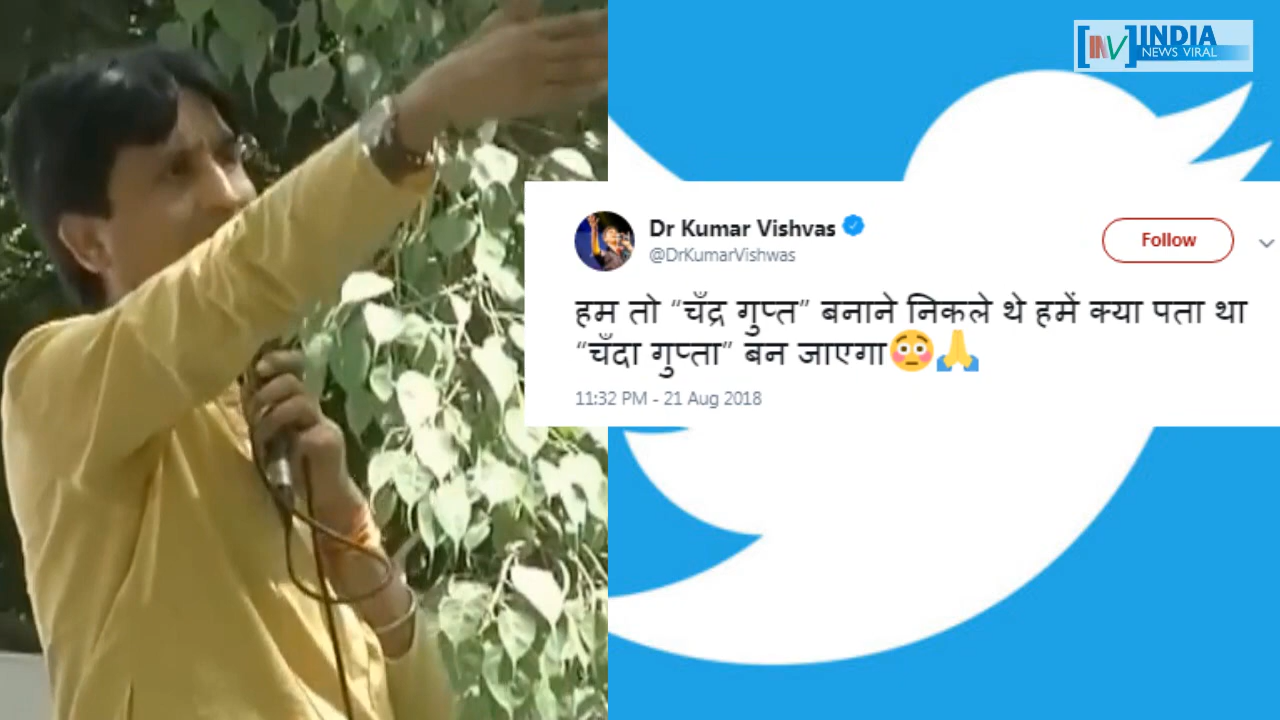 INV INDIA
NEWS VIRAL
Dr Kumar Vishvas
@DrKumarVishwas
Follow
हम तो “चँद्र गुप्त” बनाने निकले थे हमें क्या पता था
“चँदा गुप्ता” बन जाएगा😳🙏
11:32 PM - 21 Aug 2018